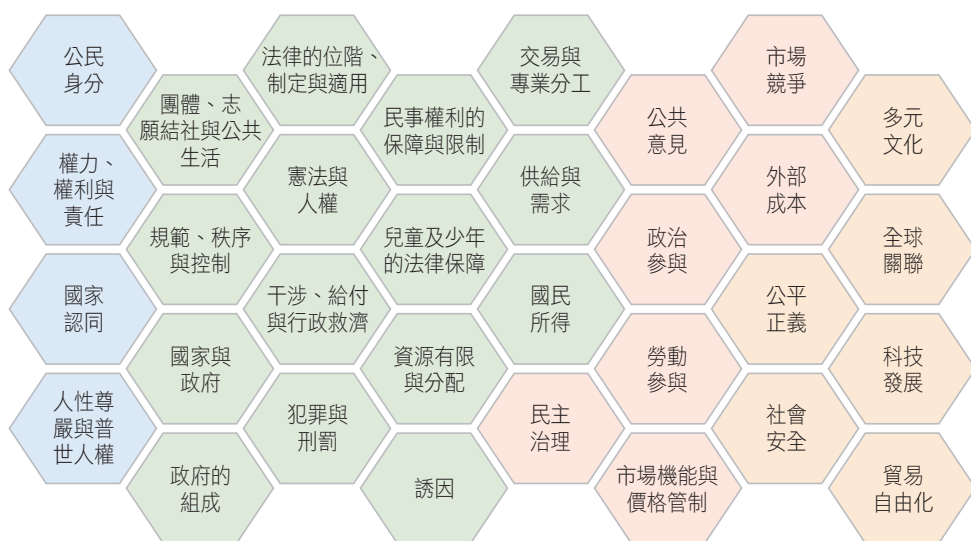 公民
身分
權力、
權利與
責任
國家
認同
人性尊
嚴與普
世人權
團體、志
願結社與公共
生活
規範、秩序
與控制
國家與
政府
政府的
組成
法律的位階、
制定與適用
憲法與
人權
干涉、給付
與行政救濟
犯罪與
刑罰
民事權利的
保障與限制
兒童及少年
的法律保障
資源有限
與分配
誘因
交易與
專業分工
供給與
需求
國民
所得
民主
治理
公共
意見
政治
參與
勞動
參與
市場機能與
價格管制
市場
競爭
外部
成本
公平
正義
社會
安全
多元
文化
全球
關聯
科技
發展
貿易
自由化